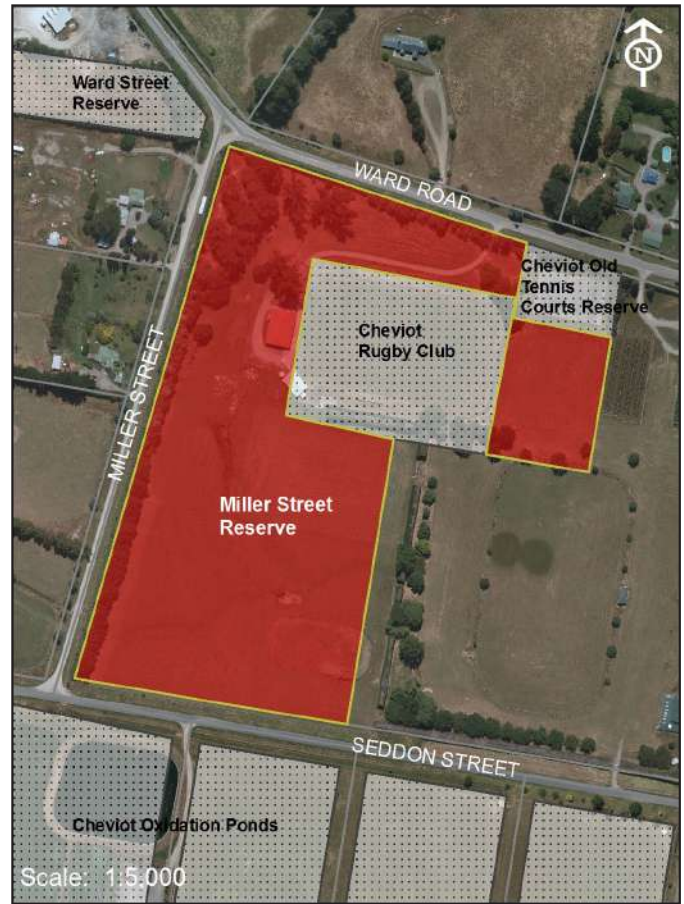 N
Ward Street
Reserve
WARD ROAD
Cheviot Old
Tennis
Courts Reserve
Cheviot
Rugby Club
MILLER STREET
Miller Street
Reserve
SEDDON STREET
Cheviot Oxidation Ponds
Scale: 1:5,000